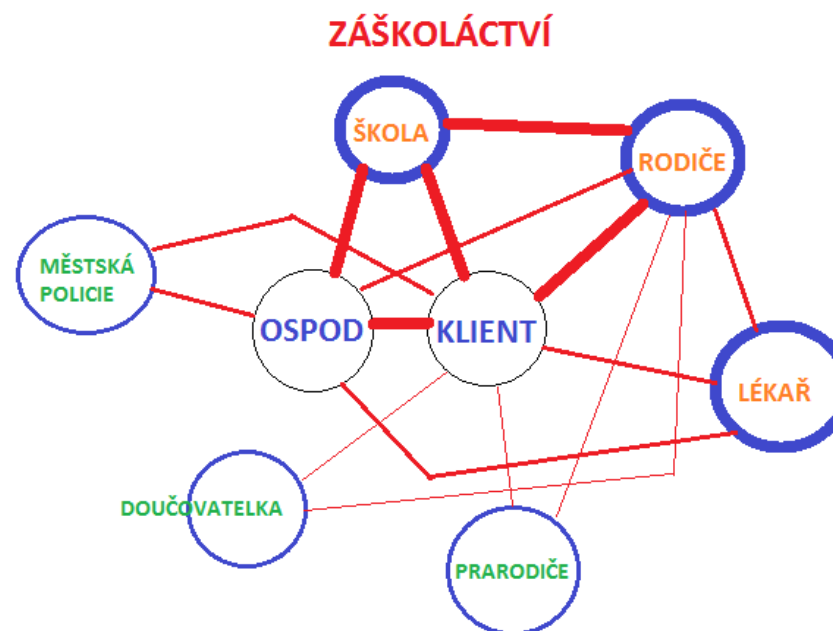 ZÁŠKOLÁCTVÍ
ŠKOLA
RODIČE
MĚSTSKÁ
POLICIE
OSPOD
KLIENT
LÉKAŘ
DOUČOVATELKA
PRARODIČE